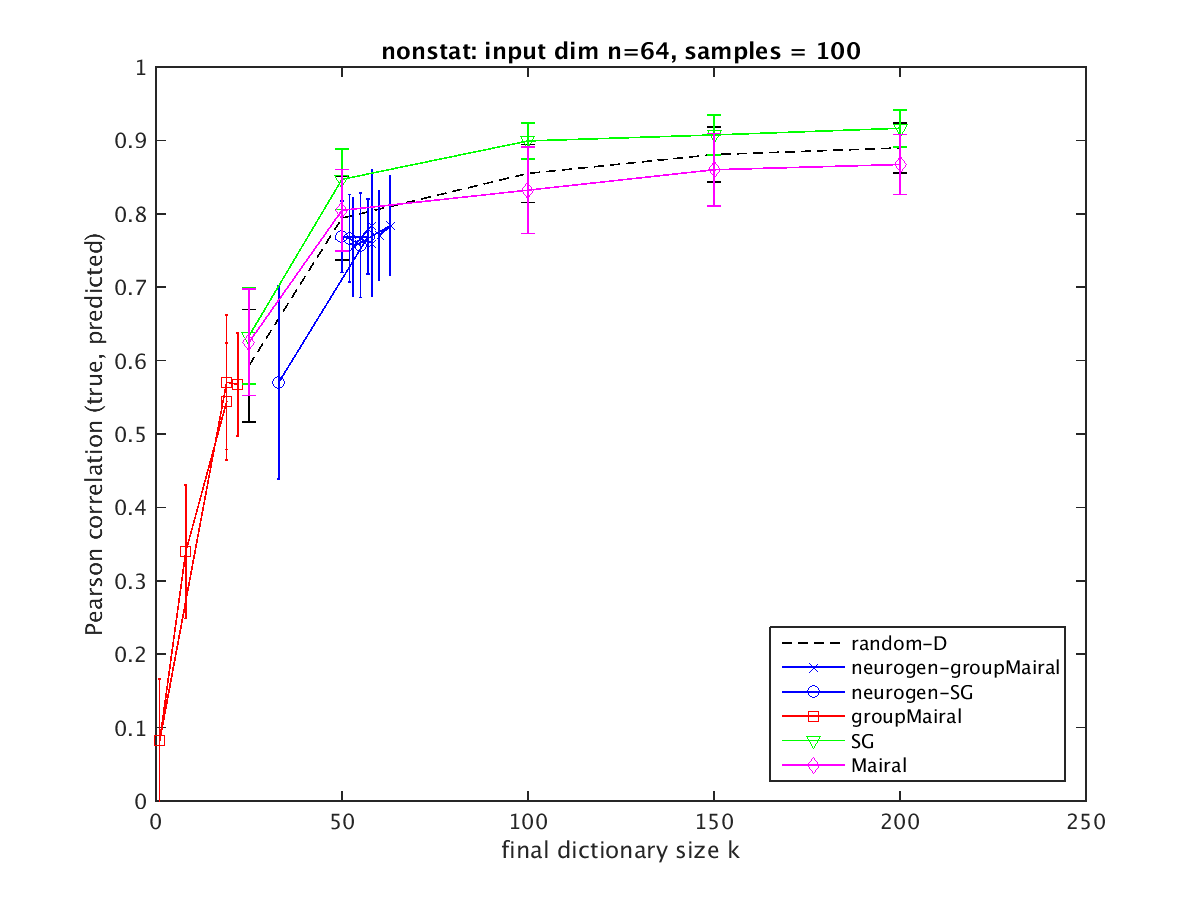 nonstat: input dim n=64, samples = 100
Pearson correlation (true, predicted)
1
0.9
0.8
0.7
0.6
0.5
0.4
0.3
0.2
0.1
0
0
50
100
150
200
250
final dictionary size k
random-D
neurogen-groupMairal
neurogen-SG
groupMairal
SG
Mairal